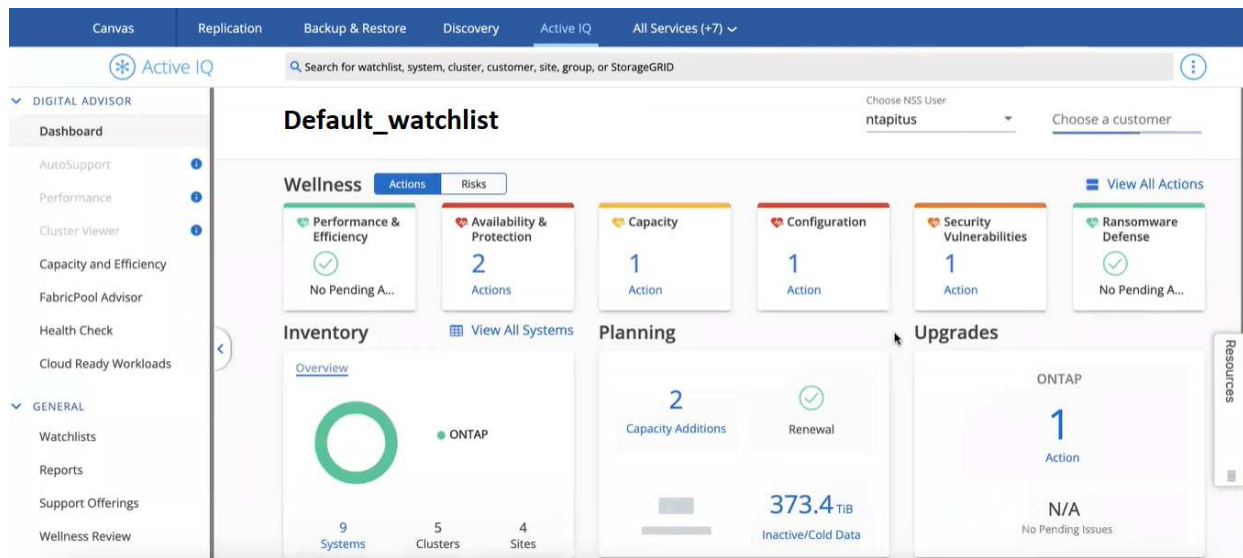 Canvas
Replication
Backup & Restore
Discovery
Active IQ
All Services (+7)
Active IQ
Search for watchlist, system, cluster, customer, site, group, or StorageGRID
DIGITAL ADVISOR
Dashboard
AutoSupport
Performance
Cluster Viewer
Capacity and Efficiency
FabricPool Advisor
Health Check
Cloud Ready Workloads
GENERAL
Watchlists
Reports
Support Offerings
Wellness Review
Default_watchlist
Choose NSS User
ntapitus
Choose a customer
Wellness
Actions
Risks
View All Actions
Performance &
Efficiency
No Pending A...
Availability &
Protection
2
Actions
Capacity
1
Action
Configuration
1
Action
Security
Vulnerabilities
1
Action
Ransomware
Defense
No Pending A...
Inventory
View All Systems
Overview
ONTAP
9
Systems
5
Clusters
4
Sites
Planning
2
Capacity Additions
Renewal
373.4 TiB
Inactive/Cold Data
Upgrades
ONTAP
1
Action
N/A
No Pending Issues
Resources